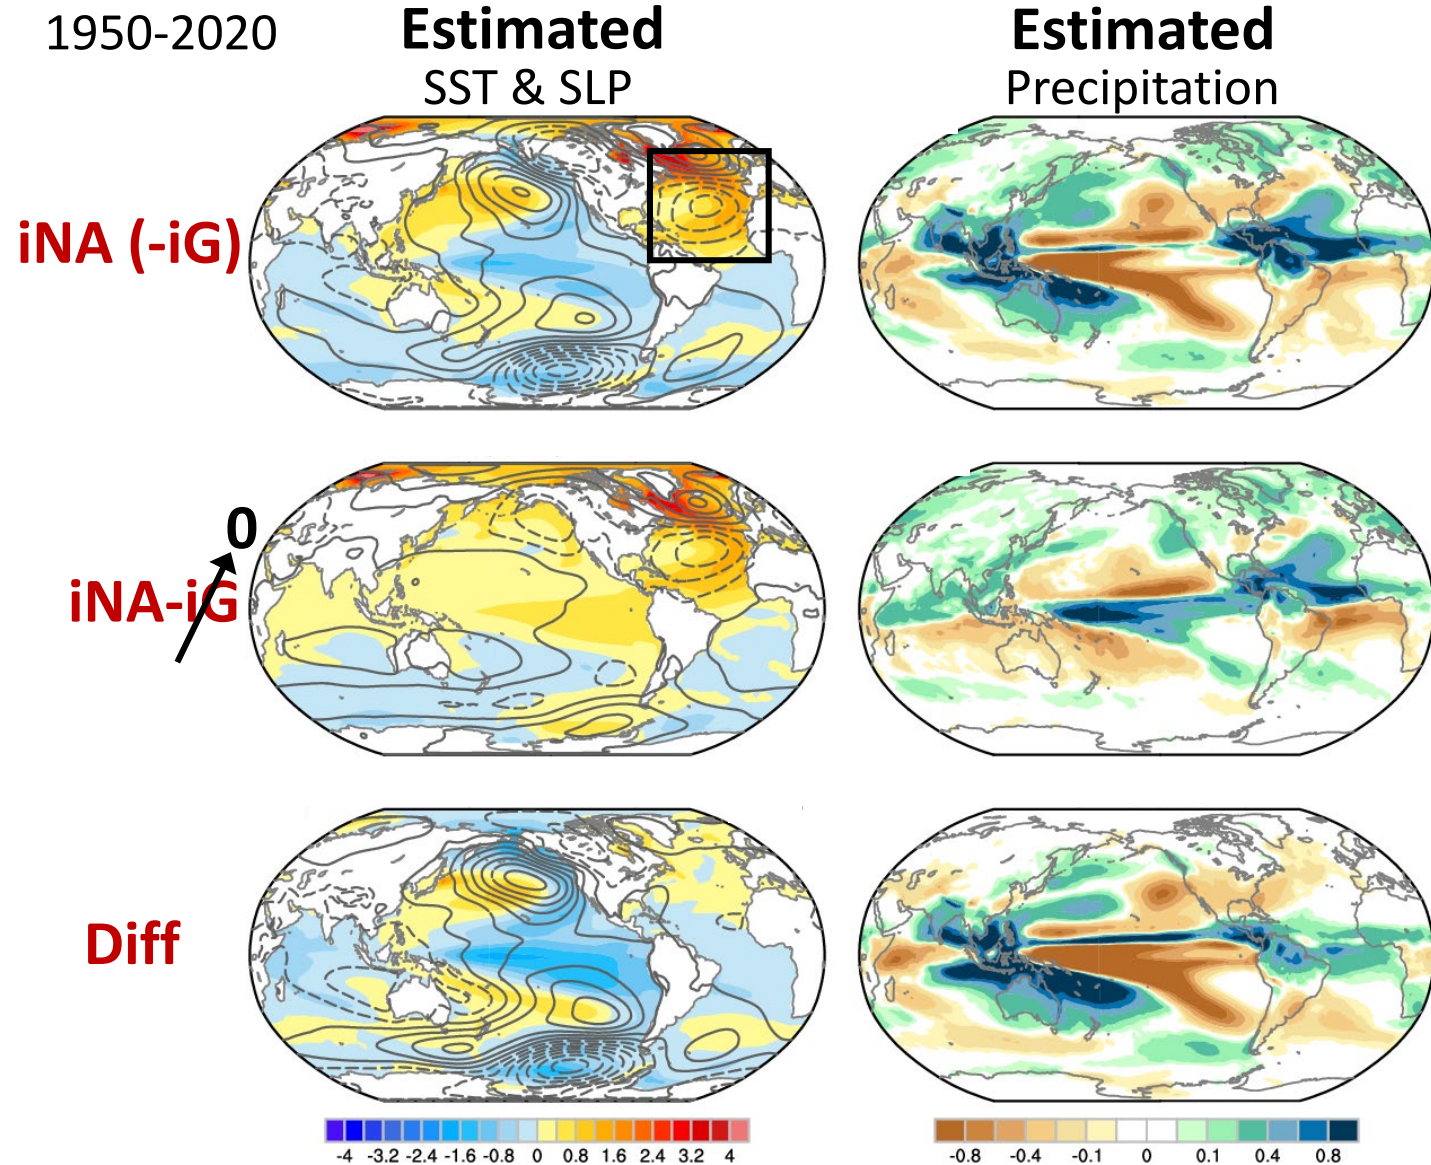 1950-2020
Estimated
SST & SLP
Estimated
Precipitation
iNA (-iG)
0
iNA-iG
Diff
-4 -3.2 -2.4 -1.6 -0.8 0 0.8 1.6 2.4 3.2 4
-0.8 -0.4 -0.1 0 0.1 0.4 0.8